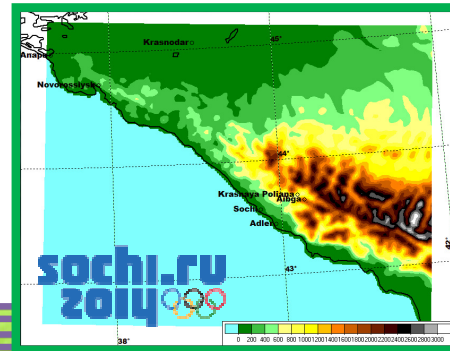 45°
Krasnodar
Anapa
Novorossiysk
44°
Krasnaya Poliana
Aibga
Sochi
Adler
42°
43°
sochi.ru
2014
38°
0 200 400 600 800 1000 1200 1400 1600 1800 2000 2200 2400 2600 2800 3000